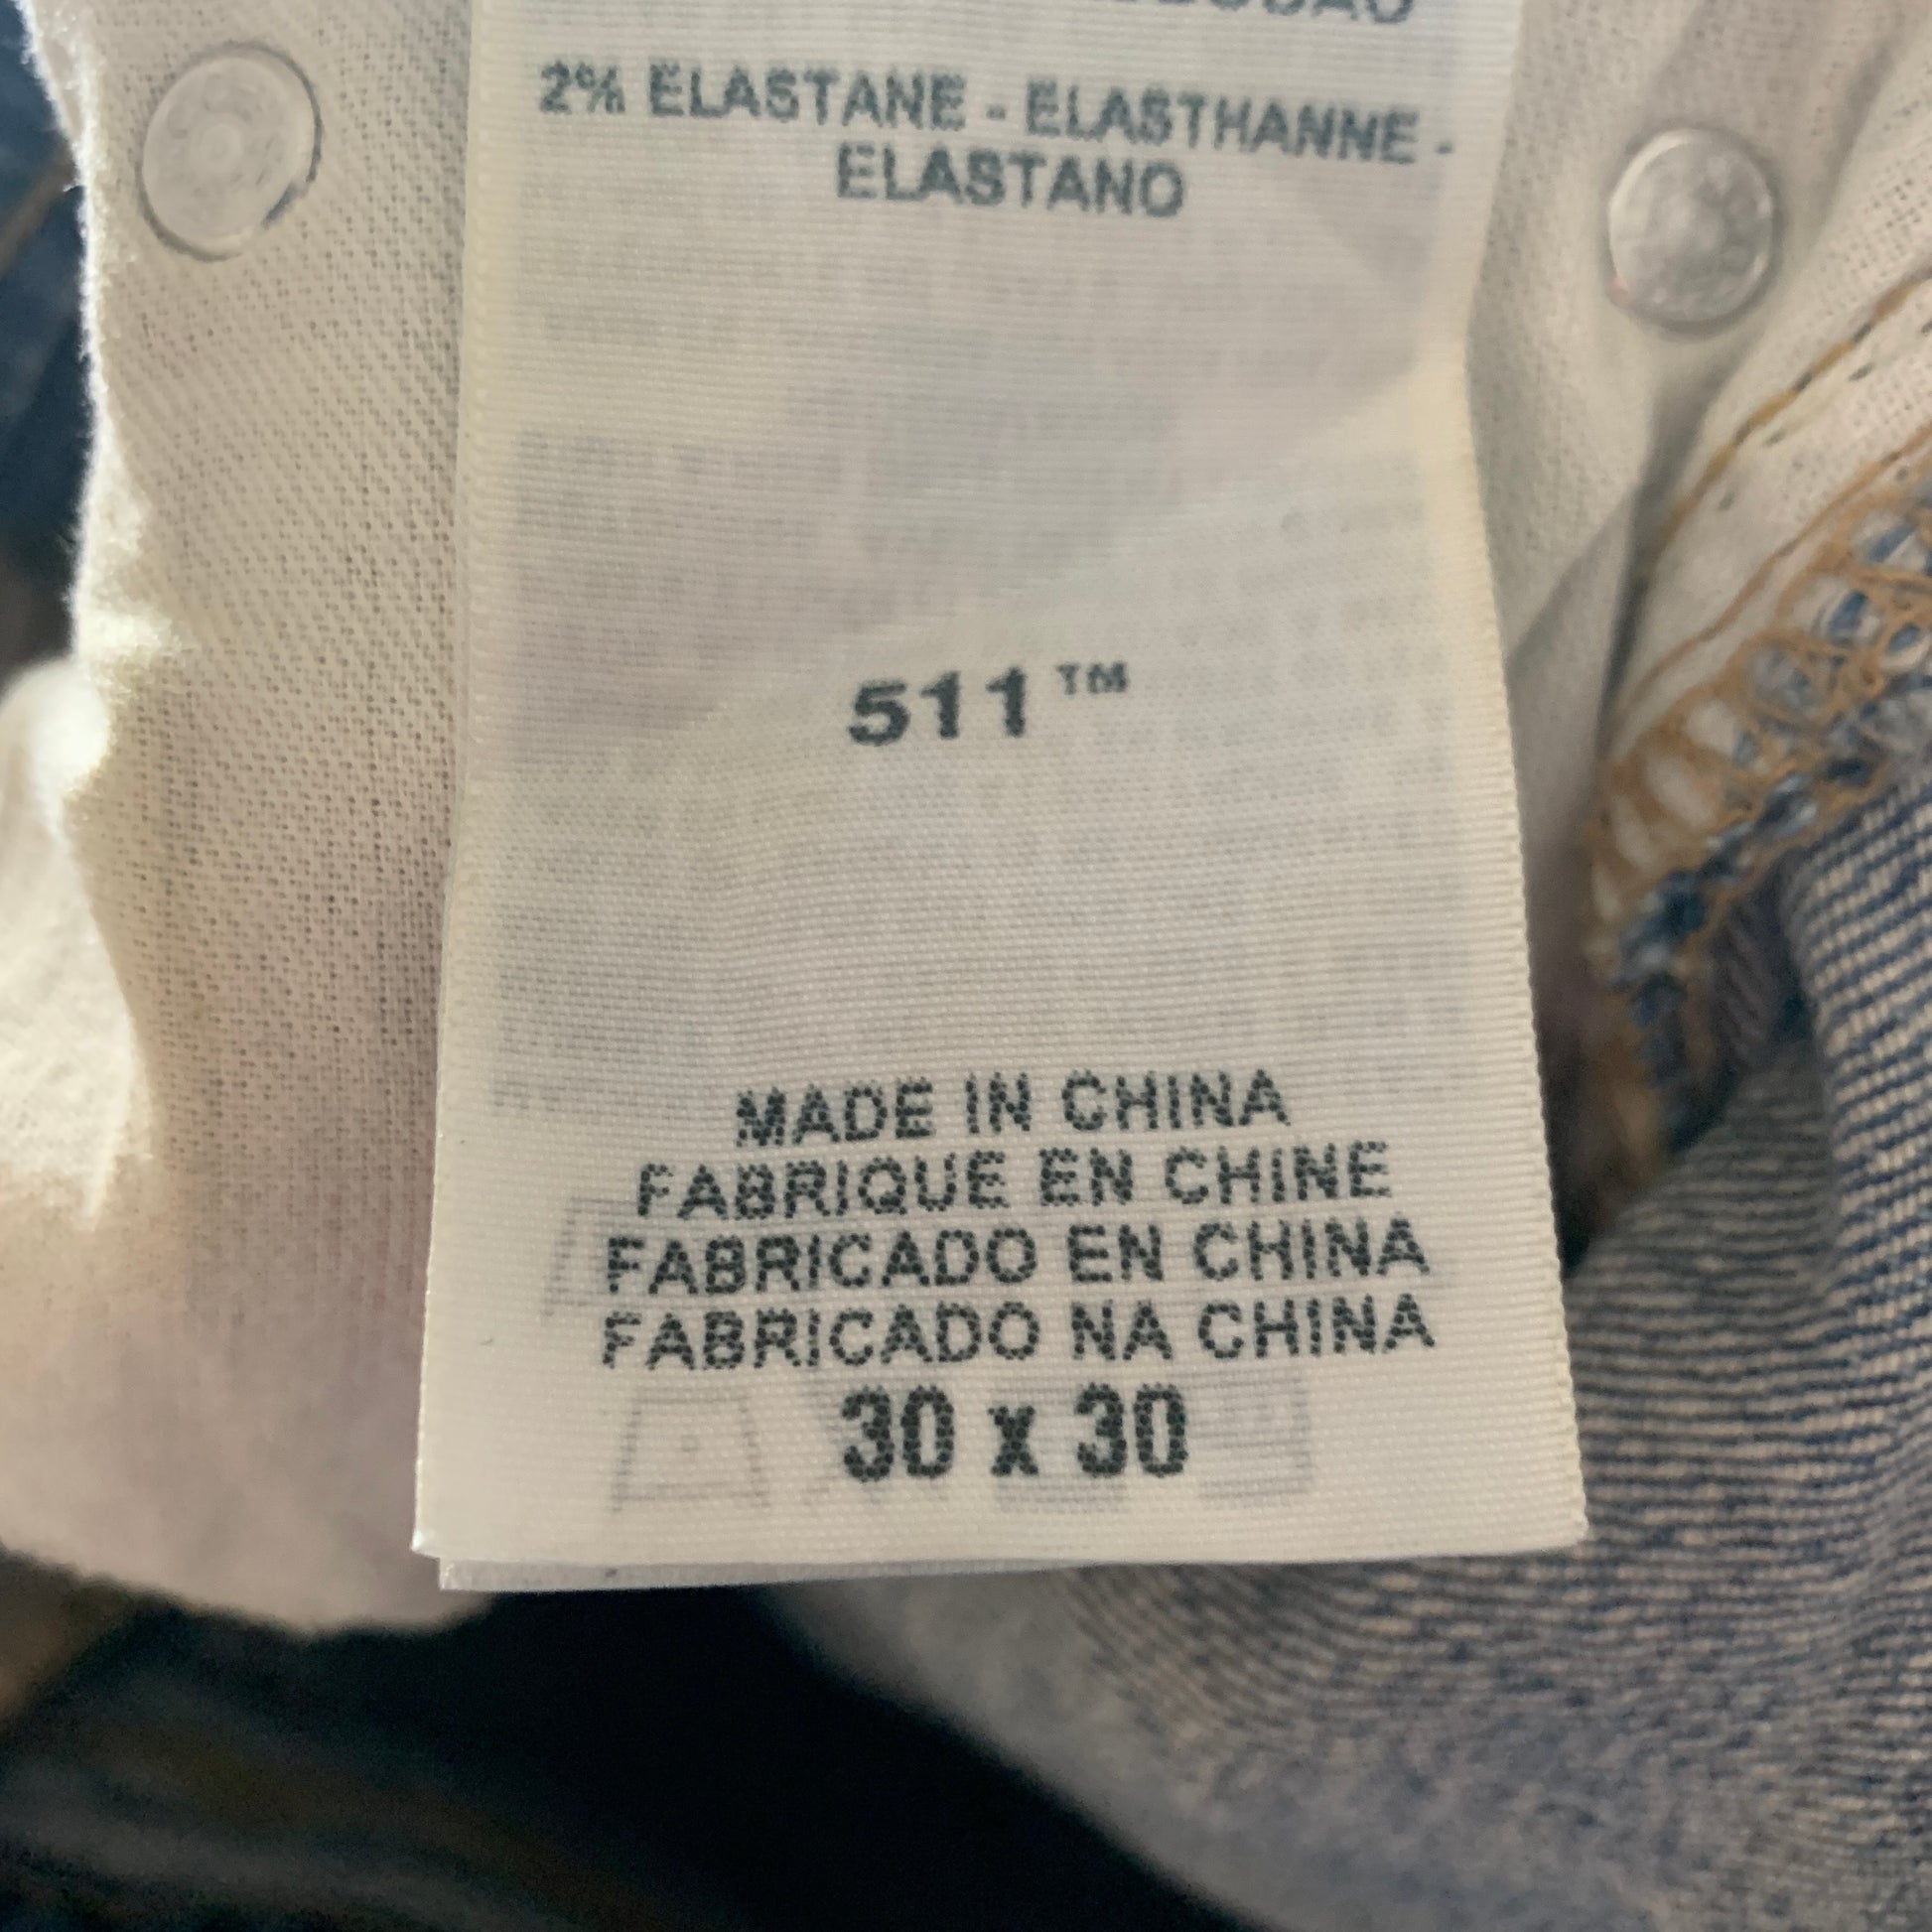 2% ELASTANE - ELASTHANNE -
ELASTANO
511™
MADE IN CHINA
FABRIQUE EN CHINE
FABRICADO EN CHINA
FABRICADO NA CHINA
30 x 30